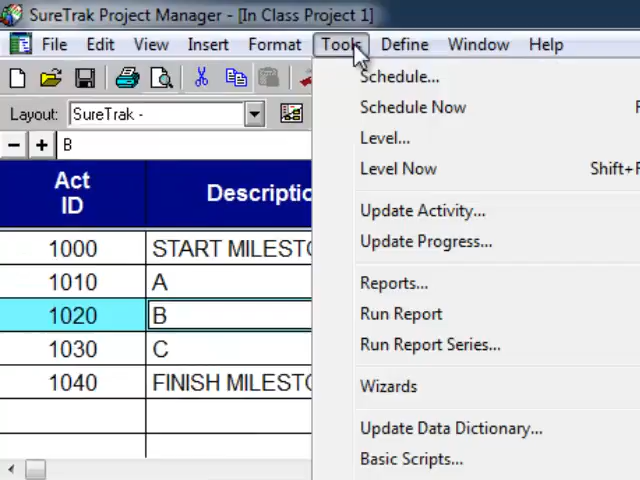 SureTrak Project Manager - [In Class Project 1]
File Edit View Insert Format Tools Define Window Help
Layout: SureTrak -
B
Act ID
Descriptio
1000 START MILESTO
1010 A
1020 B
1030 C
1040 FINISH MILESTO
Schedule...
Schedule Now F
Level...
Level Now Shift+F
Update Activity...
Update Progress...
Reports...
Run Report
Run Report Series...
Wizards
Update Data Dictionary...
Basic Scripts...